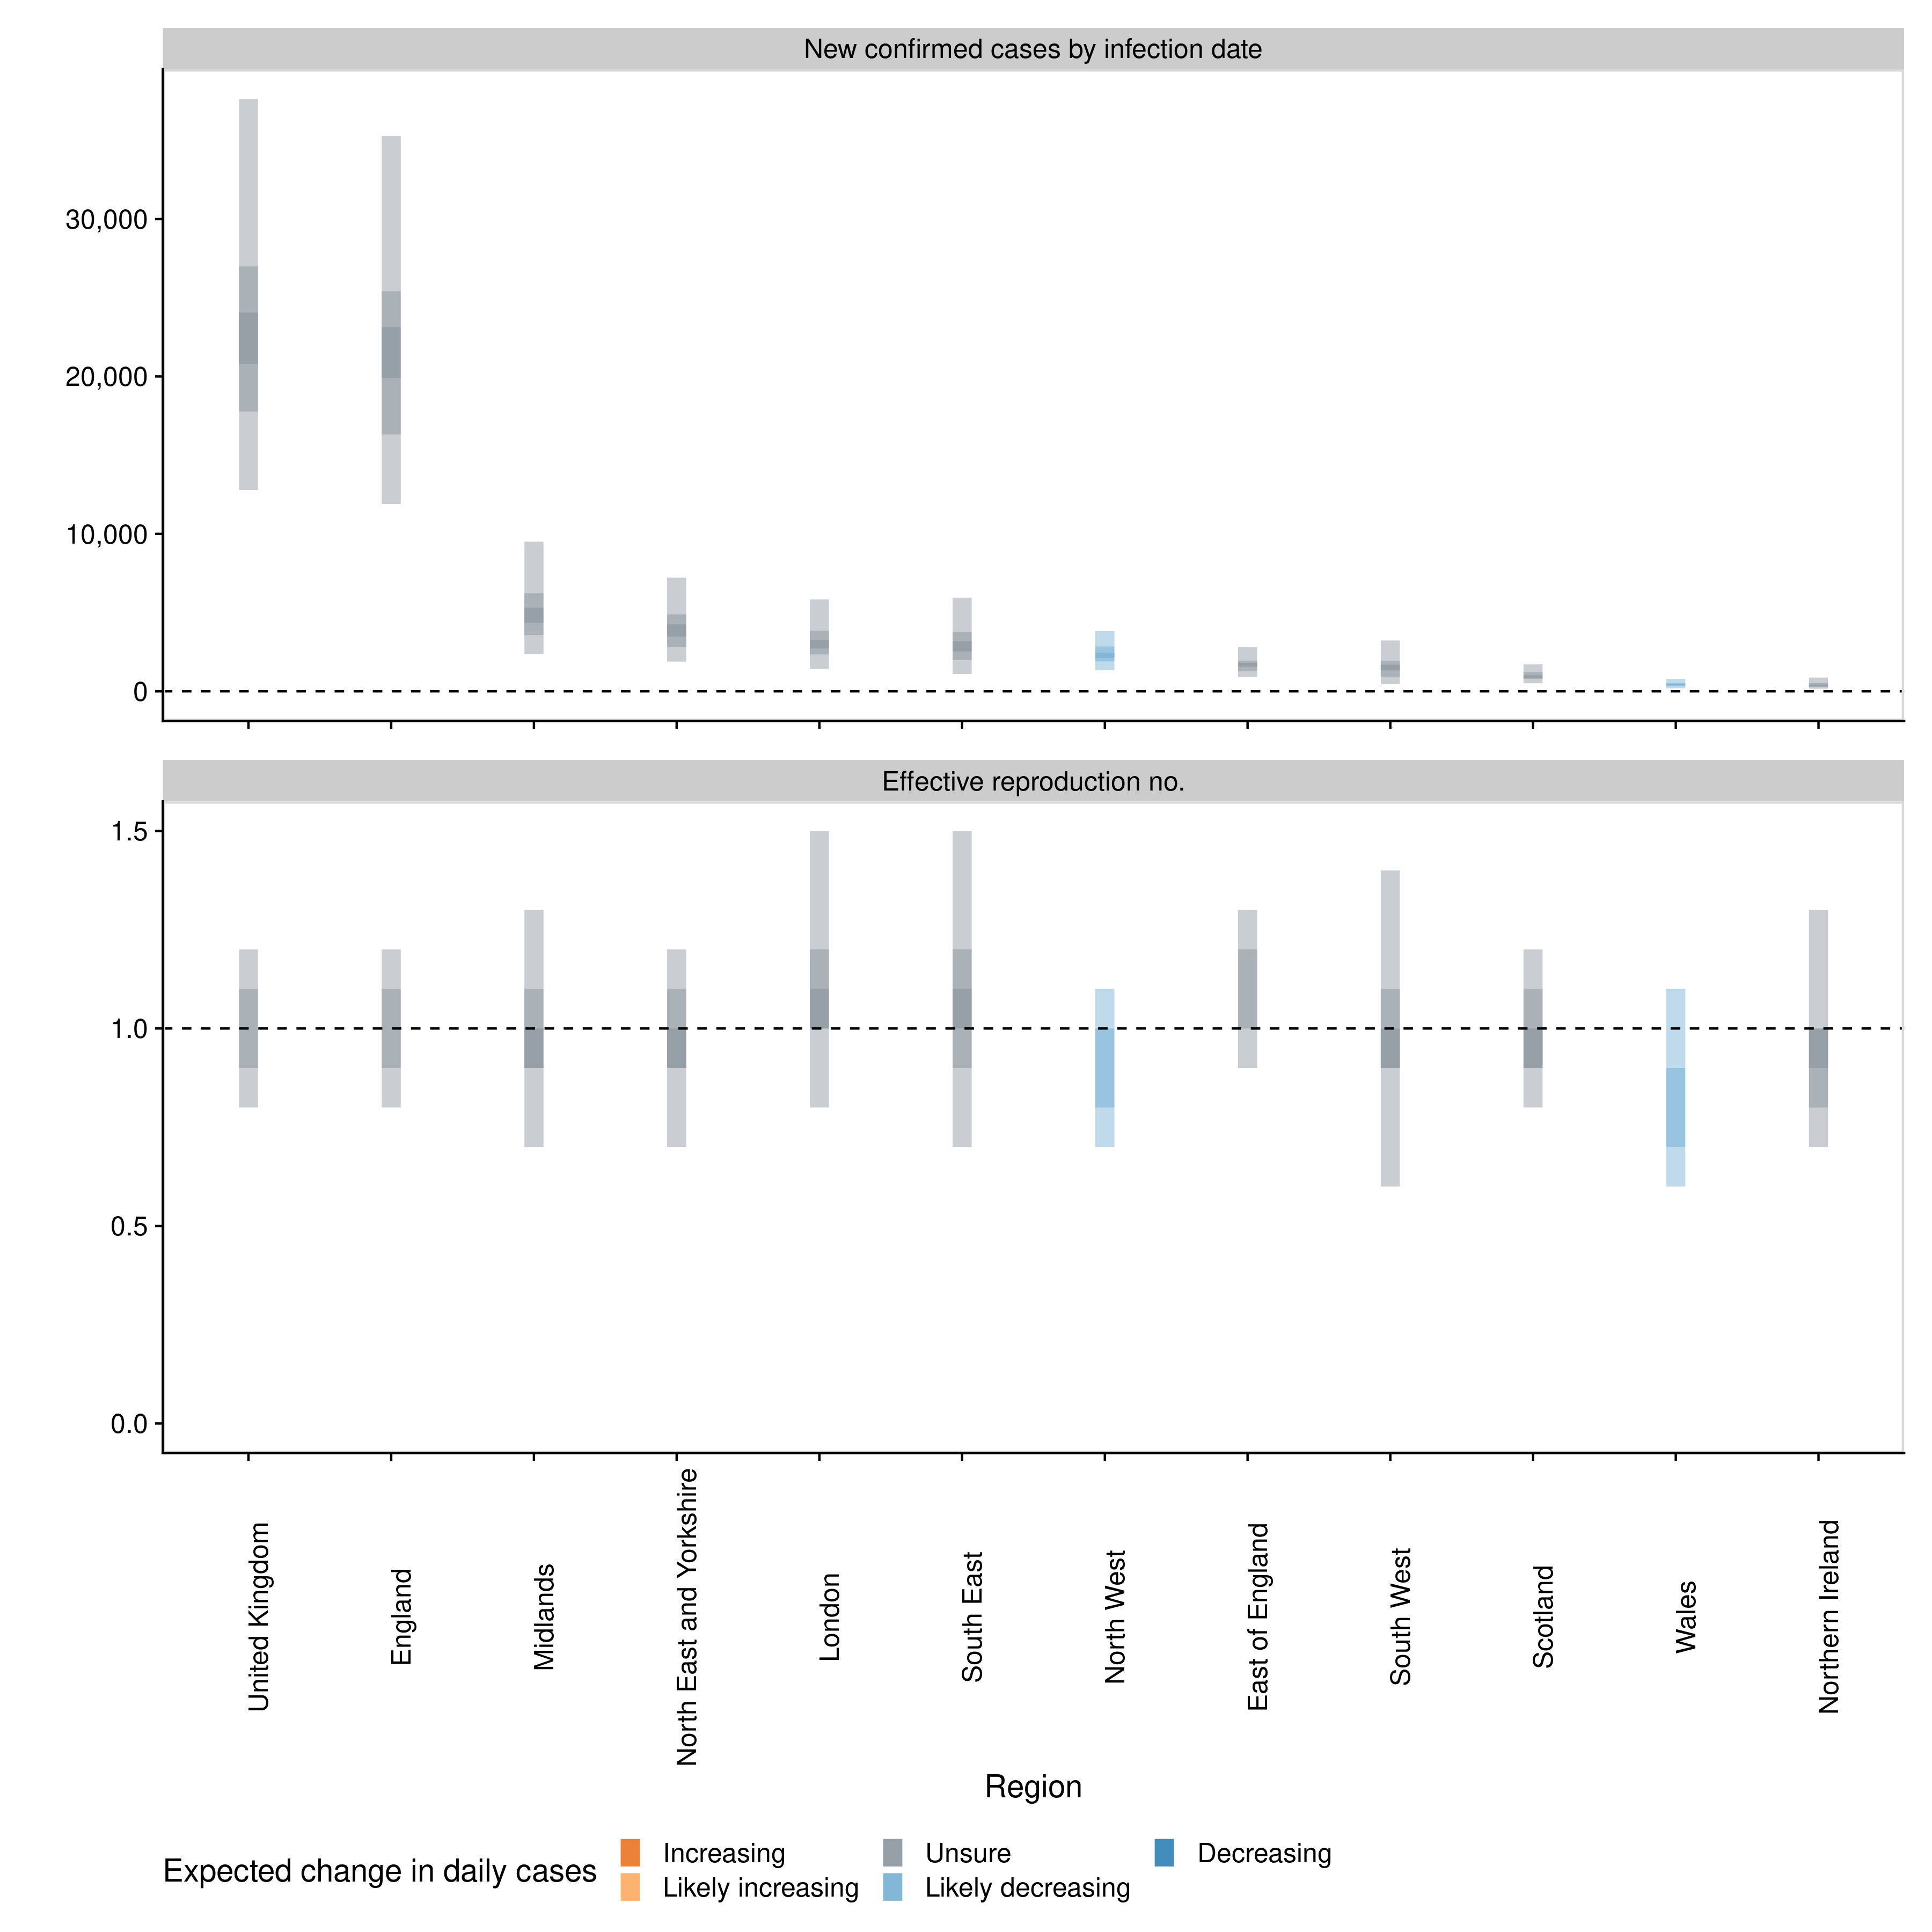 New confirmed cases by infection date
30,000
20,000
10,000
0
Effective reproduction no.
1.5
1.0
0.5
0.0
United Kingdom
England
Midlands
North East and Yorkshire
London
South East
North West
East of England
South West
Scotland
Wales
Northern Ireland
Region
Expected change in daily cases
Increasing
Likely increasing
Unsure
Likely decreasing
Decreasing